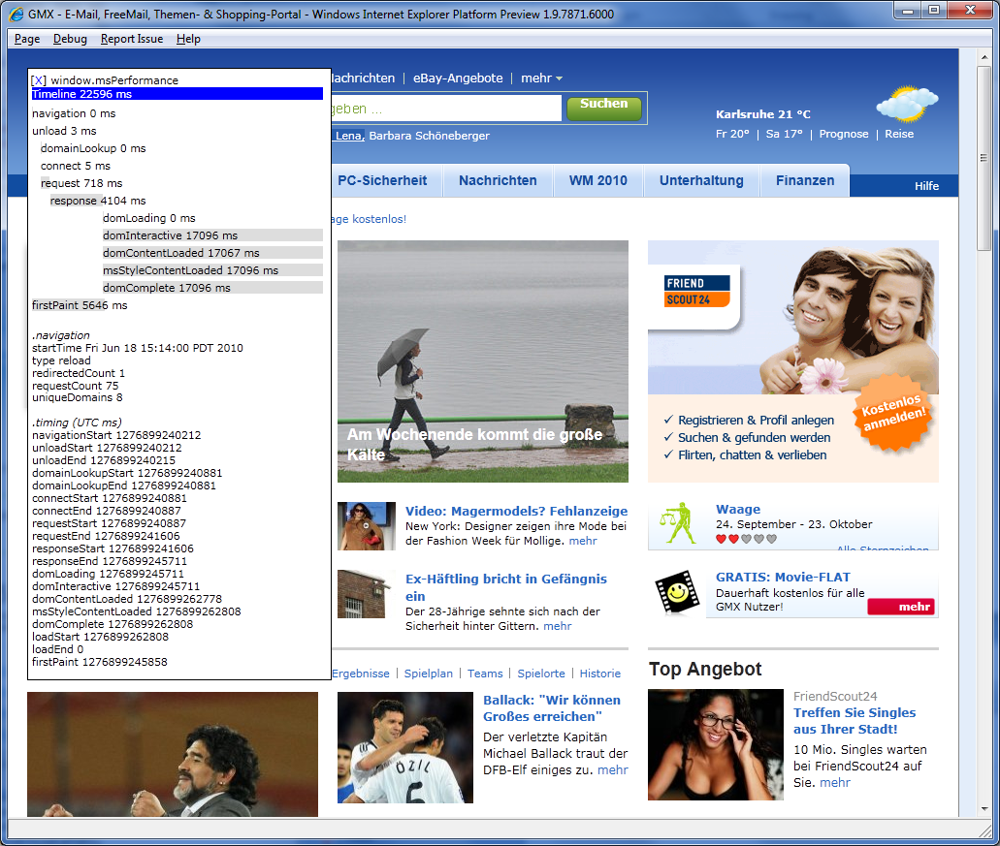 GMX - E-Mail, FreeMail, Themen- & Shopping-Portal - Windows Internet Explorer Platform Preview 1.9.7871.6000
Page Debug Report Issue Help
[X] window.msPerformance
Timeline 22596 ms
navigation 0 ms
unload 3 ms
domainLookup 0 ms
connect 5 ms
request 718 ms
response 4104 ms
domLoading 0 ms
domInteractive 17096 ms
domContentLoaded 17067 ms
msStyleContentLoaded 17096 ms
domComplete 17096 ms
firstPaint 5646 ms
.navigation
startTime Fri Jun 18 15:14:00 PDT 2010
type reload
redirectedCount 1
requestCount 75
uniqueDomains 8
.timing (UTC ms)
navigationStart 1276899240212
unloadStart 1276899240212
unloadEnd 1276899240215
domainLookupStart 1276899240881
domainLookupEnd 1276899240881
connectStart 1276899240881
connectEnd 1276899240887
requestStart 1276899240887
requestEnd 1276899241606
responseStart 1276899241606
responseEnd 1276899245711
domLoading 1276899245711
domInteractive 1276899245711
domContentLoaded 1276899262778
msStyleContentLoaded 1276899262808
domComplete 1276899262808
loadStart 1276899262808
loadEnd 0
firstPaint 1276899245858
achrichten | eBay-Angebote | mehr
geben ...
Suchen
Lena, Barbara Schöneberger
Karlsruhe 21 °C
Fr 20° | Sa 17° | Prognose | Reise
PC-Sicherheit Nachrichten WM 2010 Unterhaltung Finanzen
Hilfe
age kostenlos!
Am Wochenende kommt die große
Kälte
FRIEND
SCOUT24
Kostenlos
anmelden!
✓ Registrieren & Profil anlegen
✓ Suchen & gefunden werden
✓ Flirten, chatten & verlieben
Video: Magermodels? Fehlanzeige
New York: Designer zeigen ihre Mode bei
der Fashion Week für Mollige. mehr
Waage
24. September - 23. Oktober
Alle Sternzeichen
Ex-Häftling bricht in Gefängnis
ein
Der 28-Jährige sehnte sich nach der
Sicherheit hinter Gittern. mehr
GRATIS: Movie-FLAT
Dauerhaft kostenlos für alle
GMX Nutzer!
mehr
Ergebnisse | Spielplan | Teams | Spielorte | Historie
Ballack: "Wir können
Großes erreichen"
Der verletzte Kapitän
Michael Ballack traut der
DFB-Elf einiges zu. mehr
ÖZIL
Top Angebot
FriendScout24
Treffen Sie Singles
aus Ihrer Stadt!
10 Mio. Singles warten
bei FriendScout24 auf
Sie. mehr